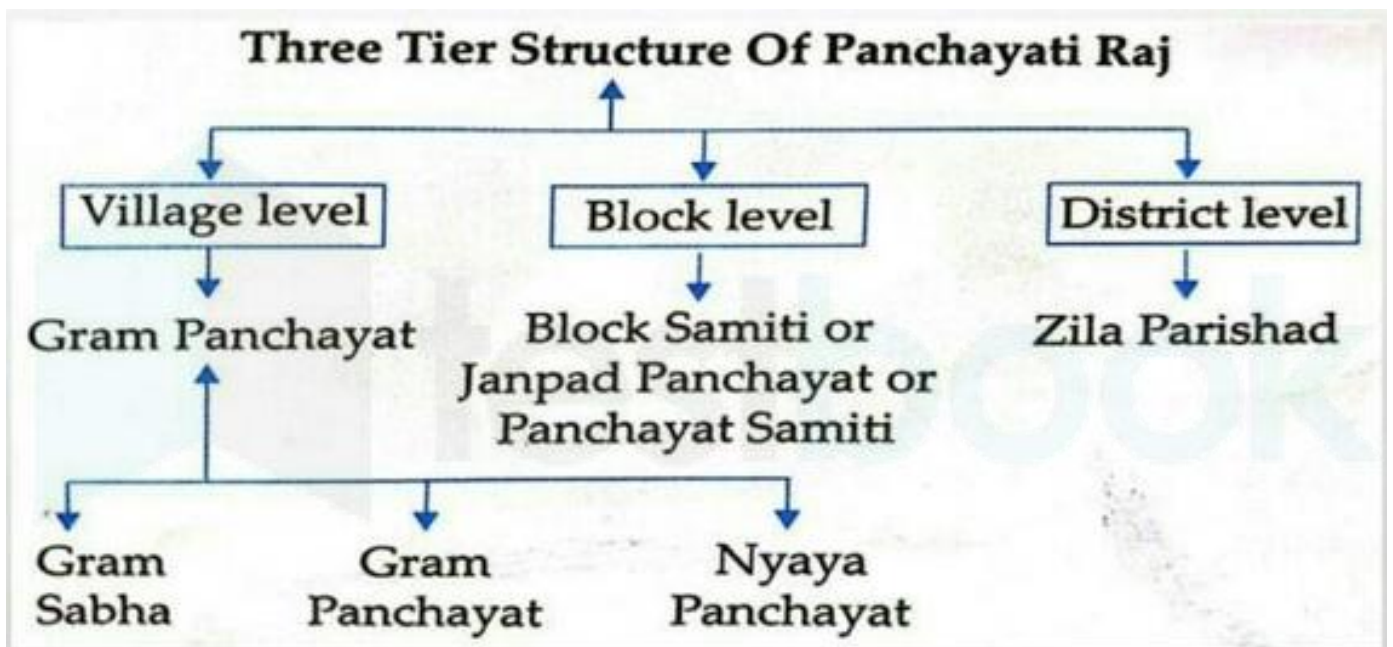 Three Tier Structure Of Panchayati Raj
Village level
Block level
District level
Gram Panchayat
Block Samiti or
Janpad Panchayat or
Panchayat Samiti
Zila Parishad
Gram
Sabha
Gram
Panchayat
Nyaya
Panchayat
testbook